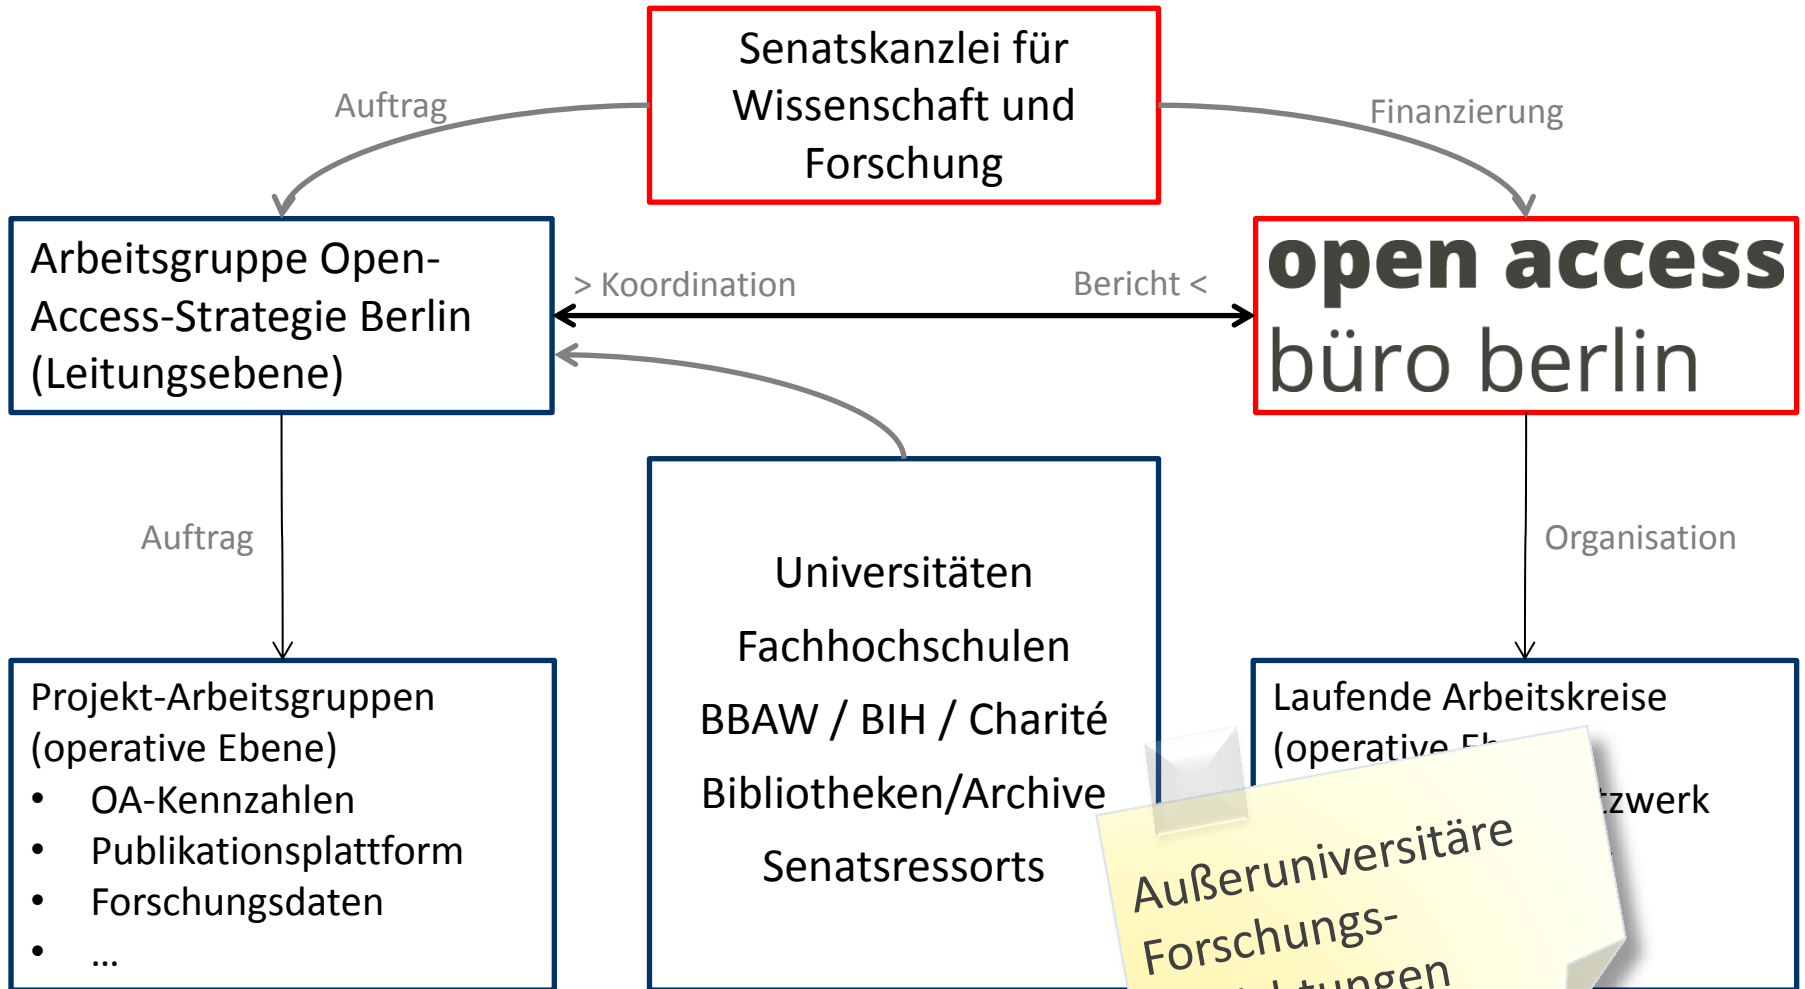 Senatskanzlei für
Wissenschaft und
Forschung
Auftrag
Finanzierung
Arbeitsgruppe Open-
Access-Strategie Berlin
(Leitungsebene)
> Koordination
Bericht <
open access
büro berlin
Auftrag
Organisation
Universitäten
Fachhochschulen
BBAW / BIH / Charité
Bibliotheken/Archive
Senatsressorts
Projekt-Arbeitsgruppen
(operative Ebene)
• OA-Kennzahlen
• Publikationsplattform
• Forschungsdaten
• ...
Laufende Arbeitskreise
(operative
Außeruniversitäre
Forschungs-